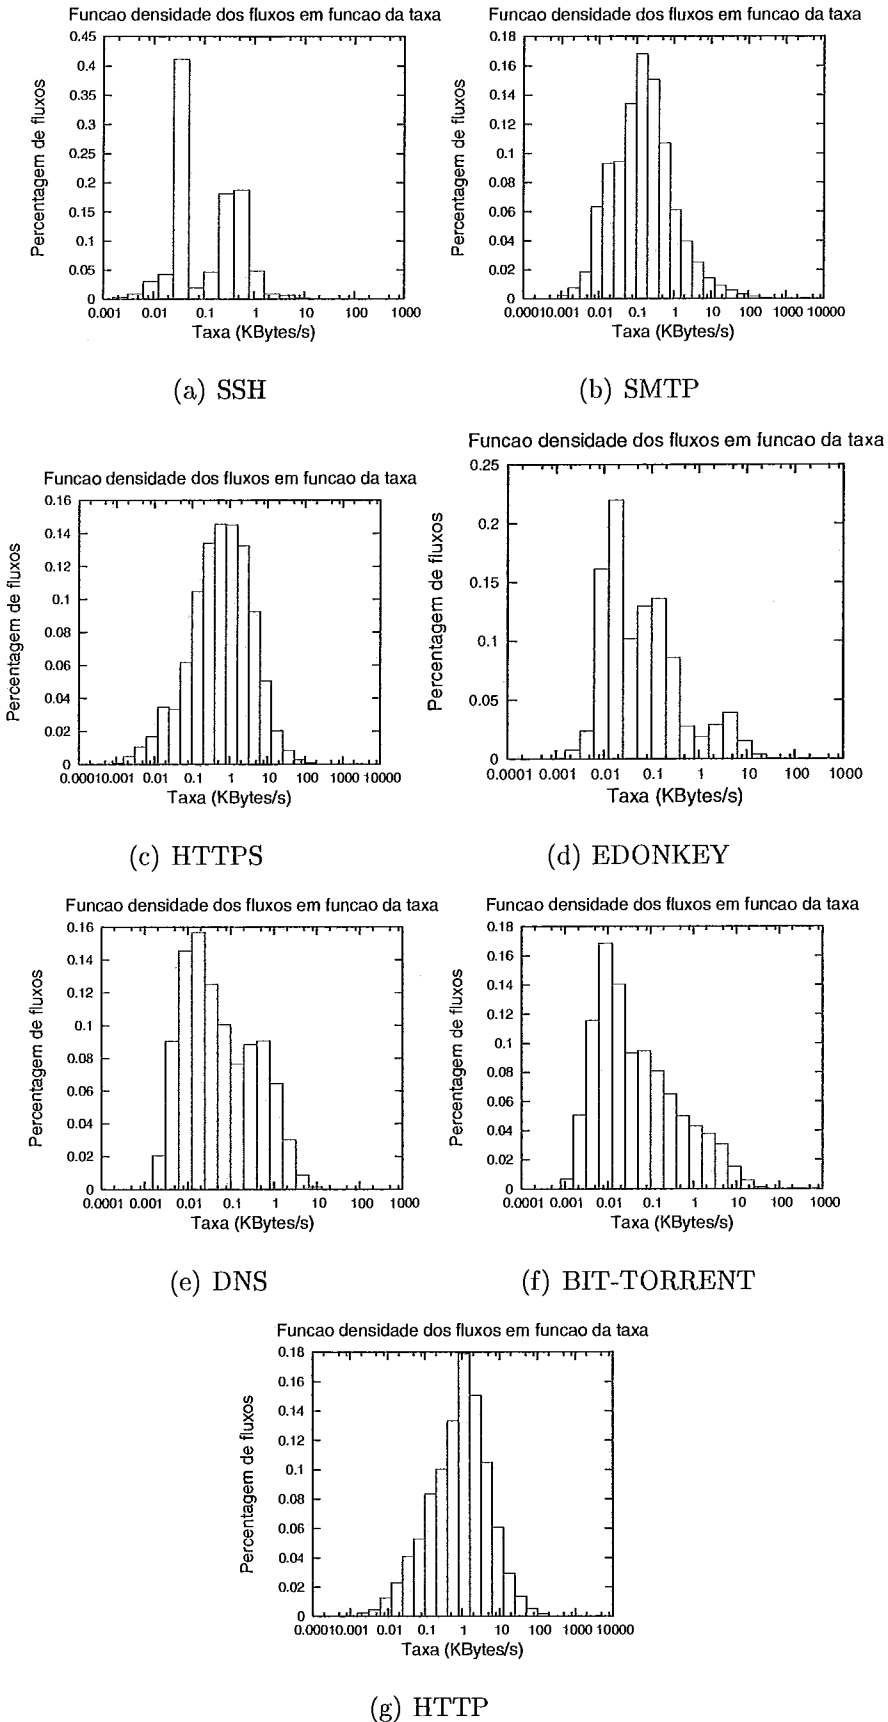 Funcao densidade dos fluxos em funcao da taxa
Percentagem de fluxos
0.45
0.4
0.35
0.3
0.25
0.2
0.15
0.1
0.05
0
0.001 0.01 0.1 1 10 100 1000
Taxa (KBytes/s)
(a) SSH
Funcao densidade dos fluxos em funcao da taxa
Percentagem de fluxos
0.18
0.16
0.14
0.12
0.1
0.08
0.06
0.04
0.02
0
0.0001 0.001 0.01 0.1 1 10 100 1000 10000
Taxa (KBytes/s)
(b) SMTP
Funcao densidade dos fluxos em funcao da taxa
Percentagem de fluxos
0.16
0.14
0.12
0.1
0.08
0.06
0.04
0.02
0
0.0001 0.001 0.01 0.1 1 10 100 1000 10000
Taxa (KBytes/s)
(c) HTTPS
Funcao densidade dos fluxos em funcao da taxa
Percentagem de fluxos
0.25
0.2
0.15
0.1
0.05
0
0.0001 0.001 0.01 0.1 1 10 100 1000
Taxa (KBytes/s)
(d) EDONKEY
Funcao densidade dos fluxos em funcao da taxa
Percentagem de fluxos
0.16
0.14
0.12
0.1
0.08
0.06
0.04
0.02
0
0.0001 0.001 0.01 0.1 1 10 100 1000
Taxa (KBytes/s)
(e) DNS
Funcao densidade dos fluxos em funcao da taxa
Percentagem de fluxos
0.18
0.16
0.14
0.12
0.1
0.08
0.06
0.04
0.02
0
0.0001 0.001 0.01 0.1 1 10 100 1000
Taxa (KBytes/s)
(f) BIT-TORRENT
Funcao densidade dos fluxos em funcao da taxa
Percentagem de fluxos
0.18
0.16
0.14
0.12
0.1
0.08
0.06
0.04
0.02
0
0.0001 0.001 0.01 0.1 1 10 100 1000 10000
Taxa (KBytes/s)
(g) HTTP